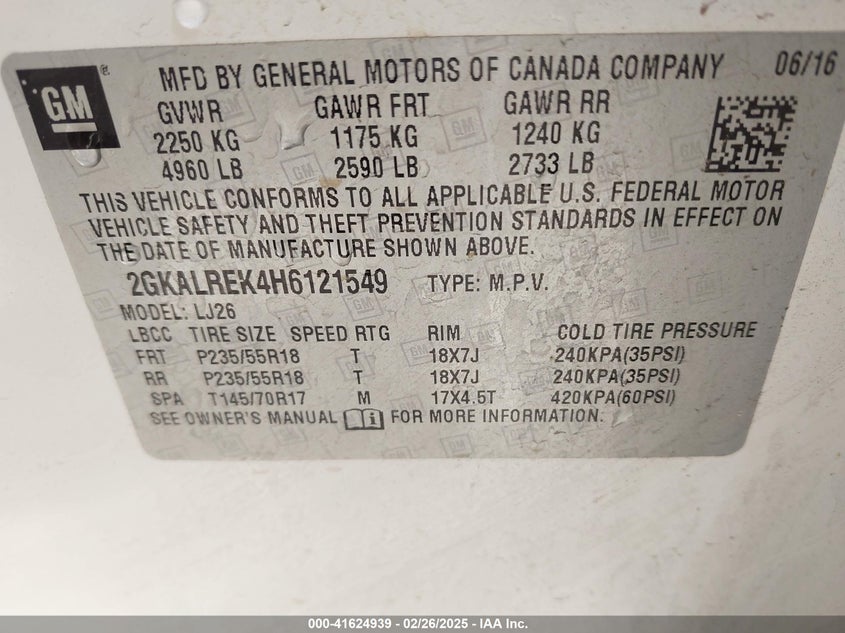 GM ® MFD BY GENERAL MOTORS OF CANADA COMPANY 06/16
GVWR GAWR FRT GAWR RR
2250 KG 1175 KG 1240 KG
4960 LB 2590 LB 2733 LB
THIS VEHICLE CONFORMS TO ALL APPLICABLE U.S. FEDERAL MOTOR
VEHICLE SAFETY AND THEFT PREVENTION STANDARDS IN EFFECT ON
THE DATE OF MANUFACTURE SHOWN ABOVE.
2GKALREK4H6121549 TYPE: M.P.V.
MODEL: LJ26
LBCC TIRE SIZE SPEED RTG RIM COLD TIRE PRESSURE
FRT P235/55R18 T 18X7J 240KPA(35PSI)
RR P235/55R18 T 18X7J 240KPA(35PSI)
SPA T145/70R17 M 17X4.5T 420KPA(60PSI)
SEE OWNER'S MANUAL i FOR MORE INFORMATION.
000-41624939 - 02/26/2025 - IAA Inc.